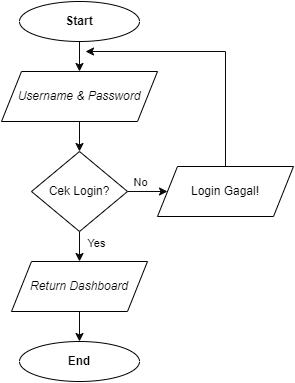 Start
Username & Password
Cek Login?
No
Login Gagal!
Yes
Return Dashboard
End